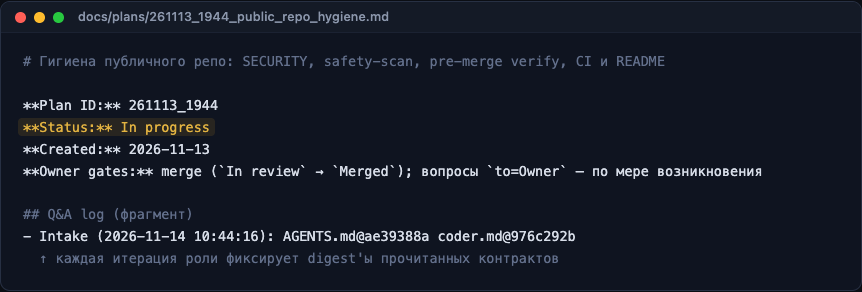 docs/plans/261113_1944_public_repo_hygiene.md
# Гигиена публичного репо: SECURITY, safety-scan, pre-merge verify, CI и README
**Plan ID:** 261113_1944
**Status:** In progress
**Created:** 2026-11-13
**Owner gates:** merge (`In review` → `Merged`); вопросы `to=Owner` — по мере возникновения
## Q&A log (фрагмент)
- Intake (2026-11-14 10:44:16): AGENTS.md@ae39388a coder.md@976c292b
↑ каждая итерация роли фиксирует digest'ы прочитанных контрактов